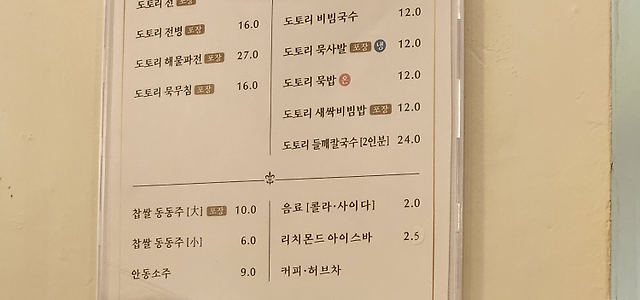 도토리 전 포장
도토리 전병 포장 16.0
도토리 해물파전 포장 27.0
도토리 묵무침 포장 16.0
도토리 비빔국수 12.0
도토리 묵사발 포장 냉 12.0
도토리 묵밥 온 12.0
도토리 새싹비빔밥 포장 12.0
도토리 들깨칼국수[2인분] 24.0
찹쌀 동동주 [大] 포장 10.0
찹쌀 동동주 [小] 6.0
안동소주 9.0
음료 [콜라·사이다] 2.0
리치몬드 아이스바 2.5
커피·허브차